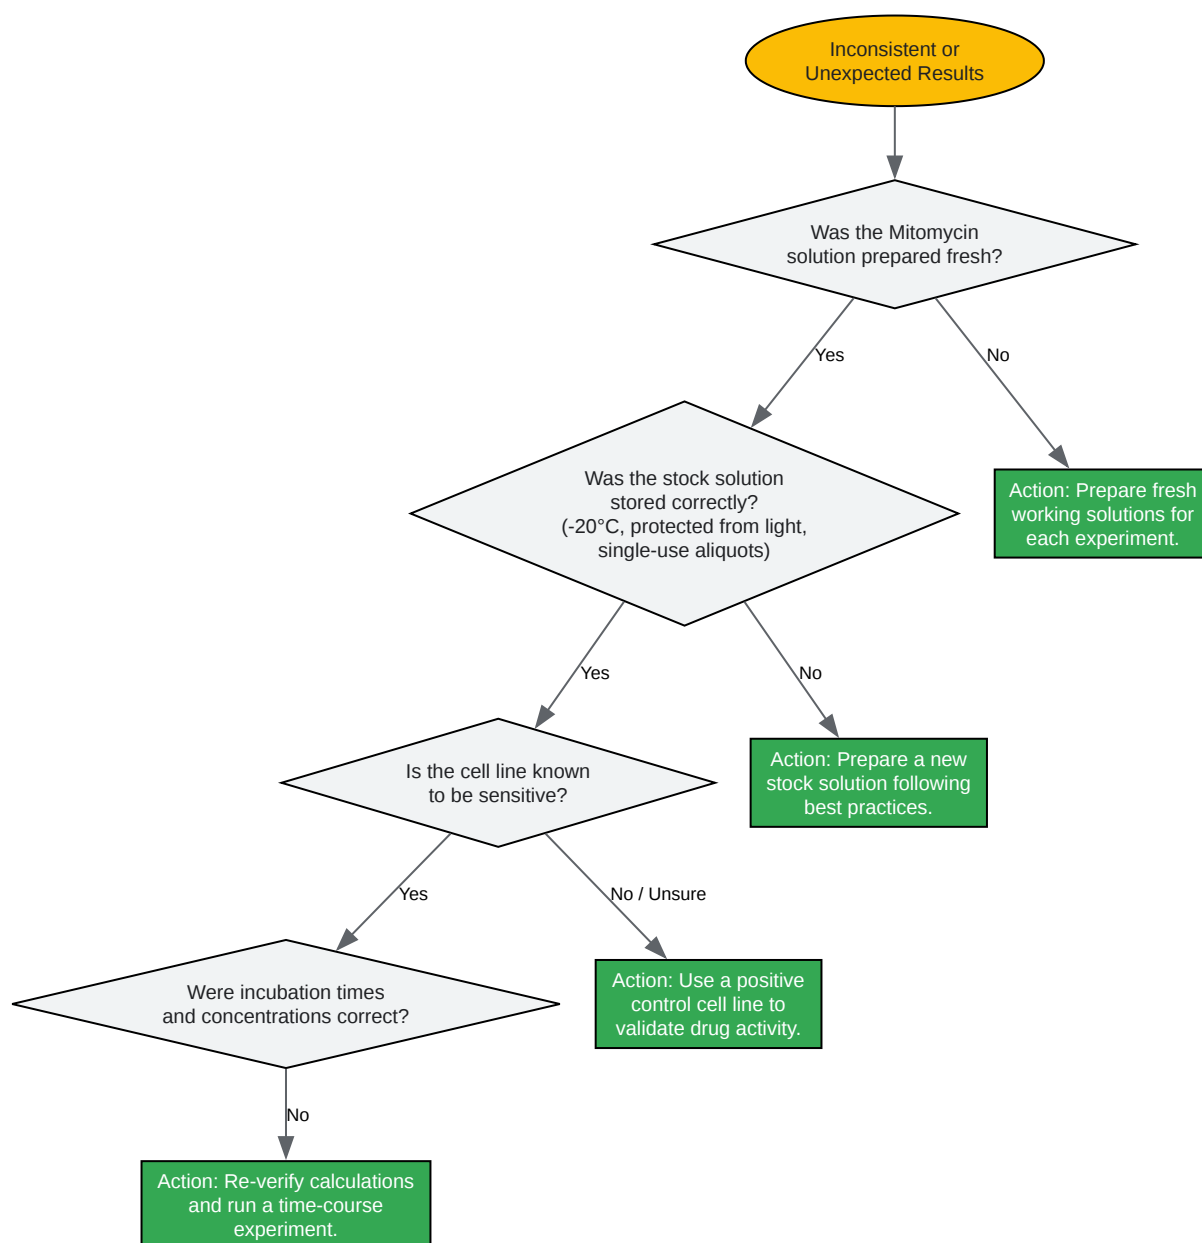 Inconsistent or
Unexpected Results
Was the Mitomycin
solution prepared fresh?
Yes
No
Was the stock solution
stored correctly?
(-20°C, protected from light,
single-use aliquots)
Action: Prepare fresh
working solutions for
each experiment.
Yes
No
Is the cell line known
to be sensitive?
Action: Prepare a new
stock solution following
best practices.
Yes
No / Unsure
Were incubation times
and concentrations correct?
Action: Use a positive
control cell line to
validate drug activity.
No
Action: Re-verify calculations
and run a time-course
experiment.